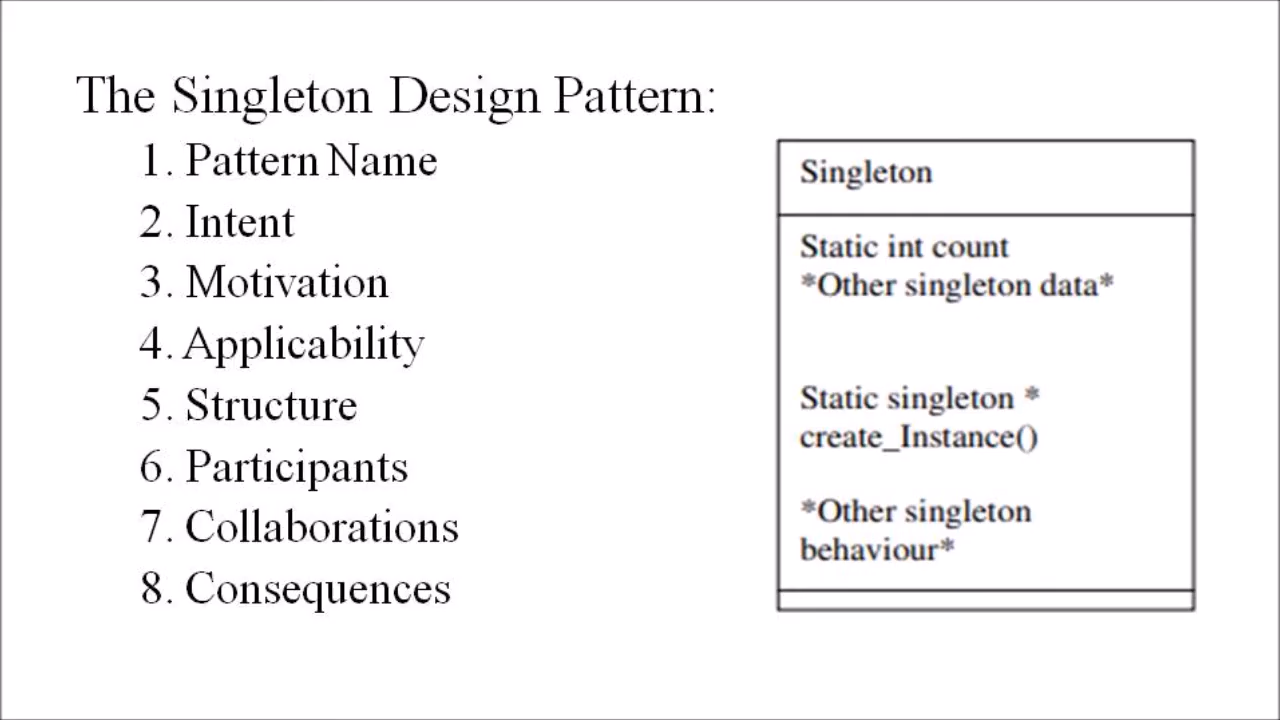 The Singleton Design Pattern:
1. Pattern Name
2. Intent
3. Motivation
4. Applicability
5. Structure
6. Participants
7. Collaborations
8. Consequences
Singleton
Static int count
*Other singleton data*
Static singleton *
create_Instance()
*Other singleton
behaviour*